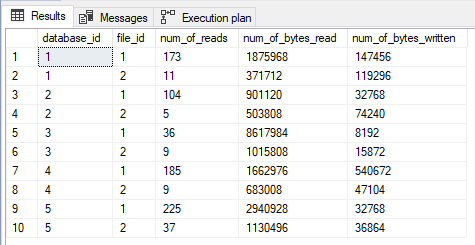 Results Messages Execution plan
database_id file_id num_of_reads num_of_bytes_read num_of_bytes_written
1 1 1 173 1875968 147456
2 1 2 11 371712 119296
3 2 1 104 901120 32768
4 2 2 5 503808 74240
5 3 1 36 8617984 8192
6 3 2 9 1015808 15872
7 4 1 185 1662976 540672
8 4 2 9 683008 47104
9 5 1 225 2940928 32768
10 5 2 37 1130496 36864